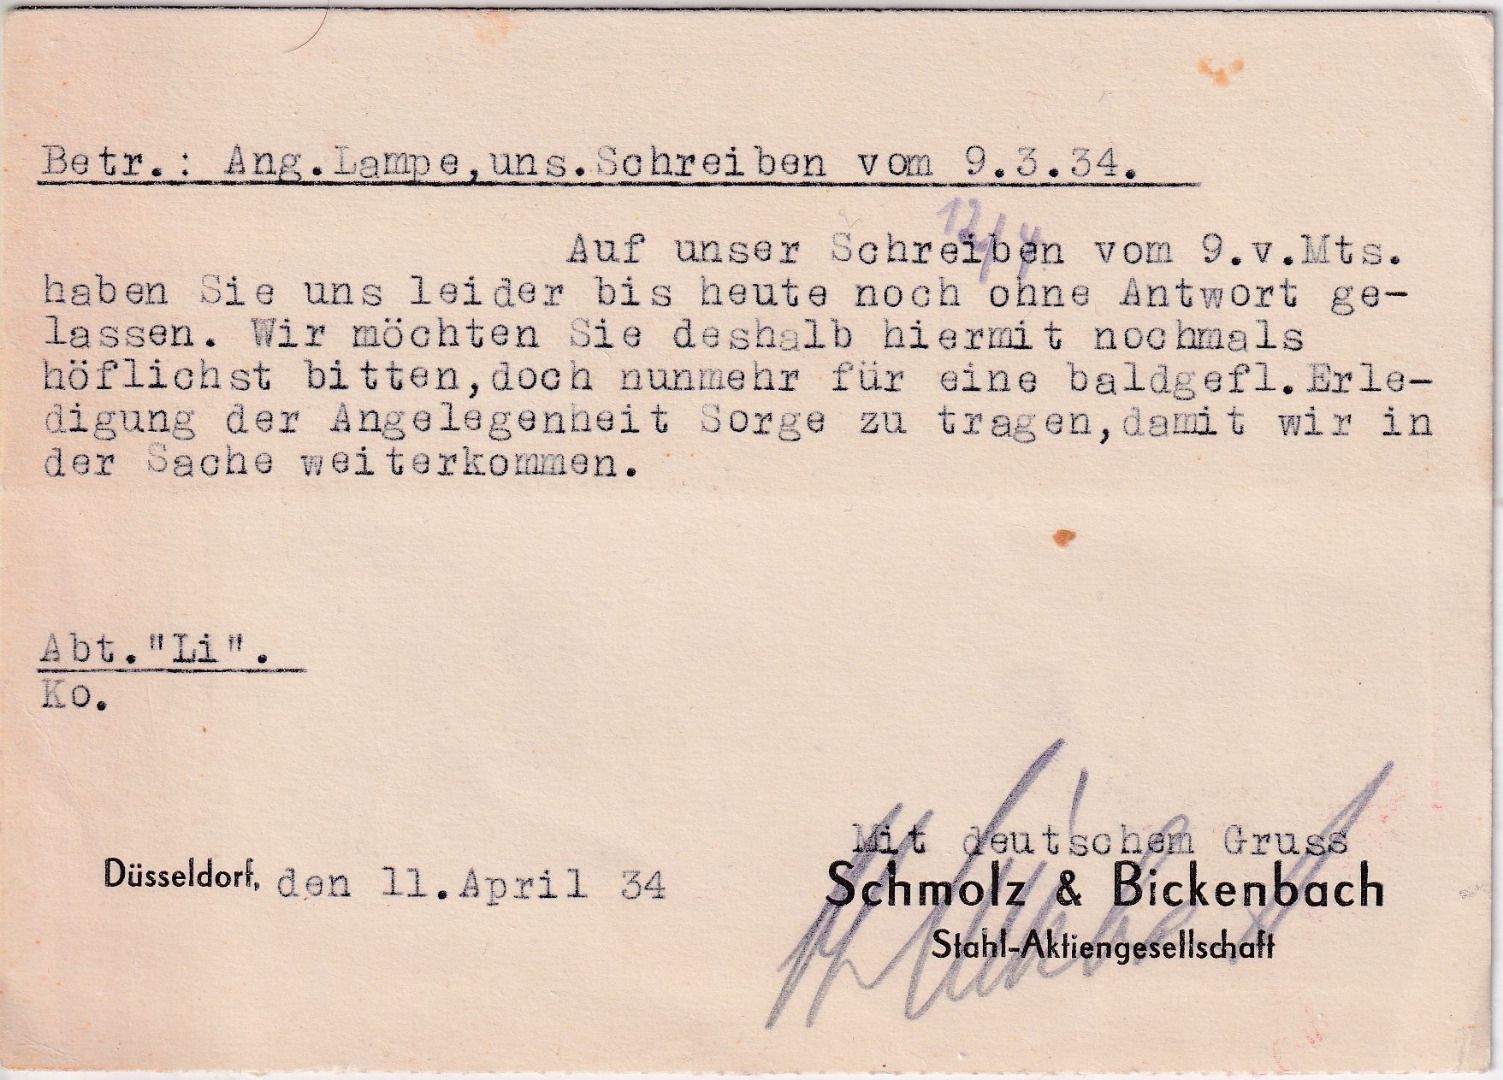 Betr.: Ang.Lampe,uns.Schreiben vom 9.3.34.
12/4
Auf unser Schreiben vom 9.v.Mts.
haben Sie uns leider bis heute noch ohne Antwort ge-
lassen. Wir möchten Sie deshalb hiermit nochmals
höflichst bitten,doch nunmehr für eine baldgefl.Erle-
digung der Angelegenheit Sorge zu tragen,damit wir in
der Sache weiterkommen.
Abt."Li".
Ko.
Mit deutschem Gruss
Düsseldorf, den 11.April 34
Schmolz & Bickenbach
Stahl-Aktiengesellschaft